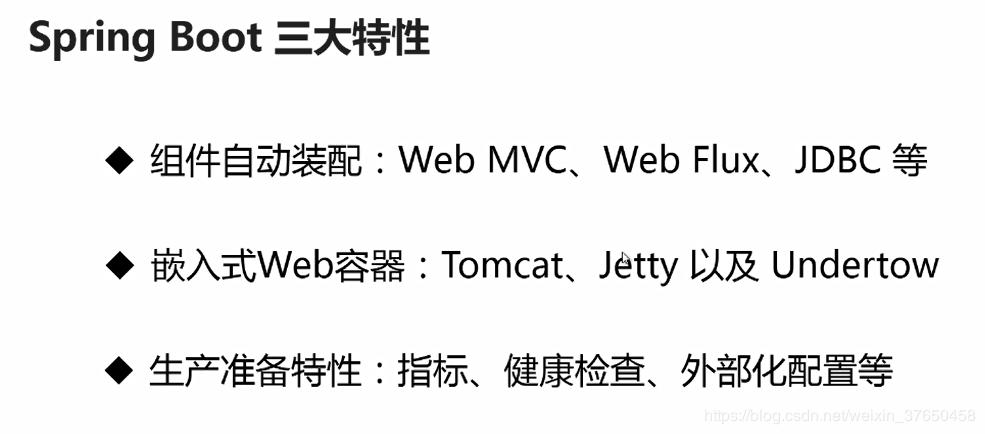 Spring Boot 三大特性
◆ 组件自动装配：Web MVC、Web Flux、JDBC 等
◆ 嵌入式Web容器：Tomcat、Jetty 以及 Undertow
◆ 生产准备特性：指标、健康检查、外部化配置等
https://blog.csdn.net/weixin_37650458